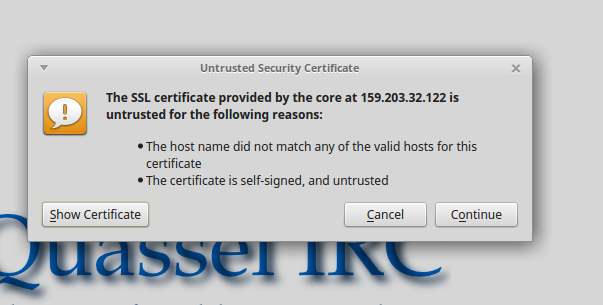 Untrusted Security Certificate
The SSL certificate provided by the core at 159.203.32.122 is
untrusted for the following reasons:
• The host name did not match any of the valid hosts for this
certificate
• The certificate is self-signed, and untrusted
Show Certificate Cancel Continue
Quassel IRC